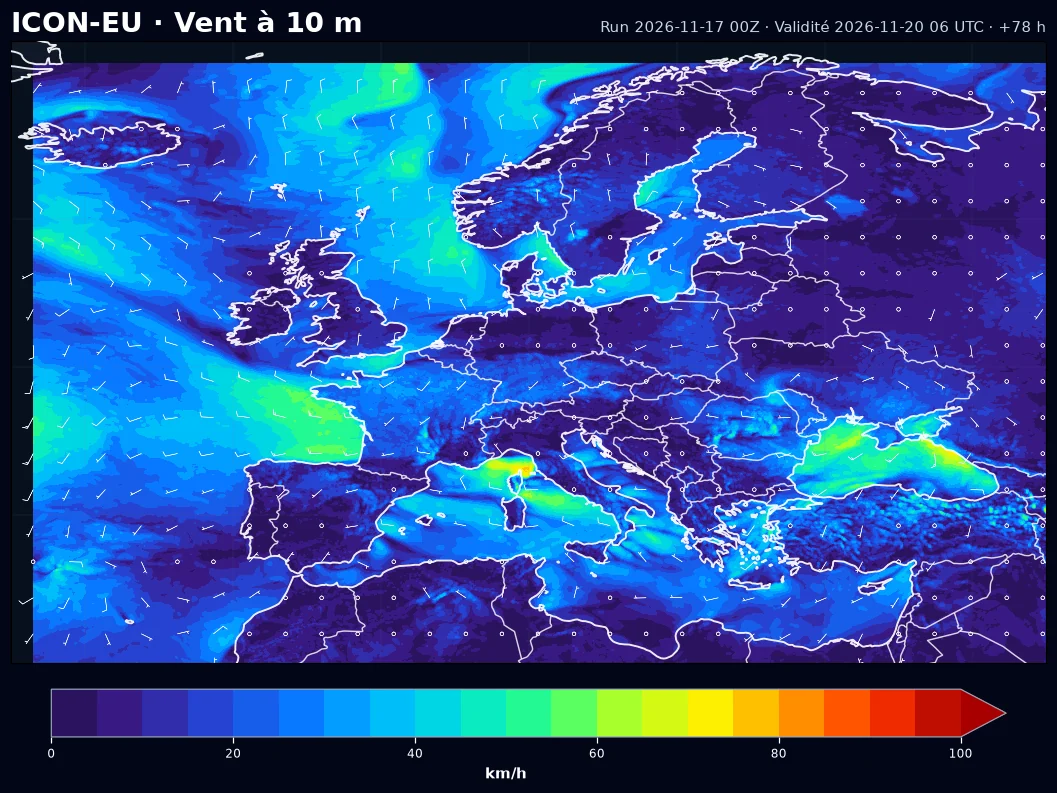 ICON-EU · Vent à 10 m
Run 2026-11-17 00Z · Validité 2026-11-20 06 UTC · +78 h
0 20 40 60 80 100
km/h